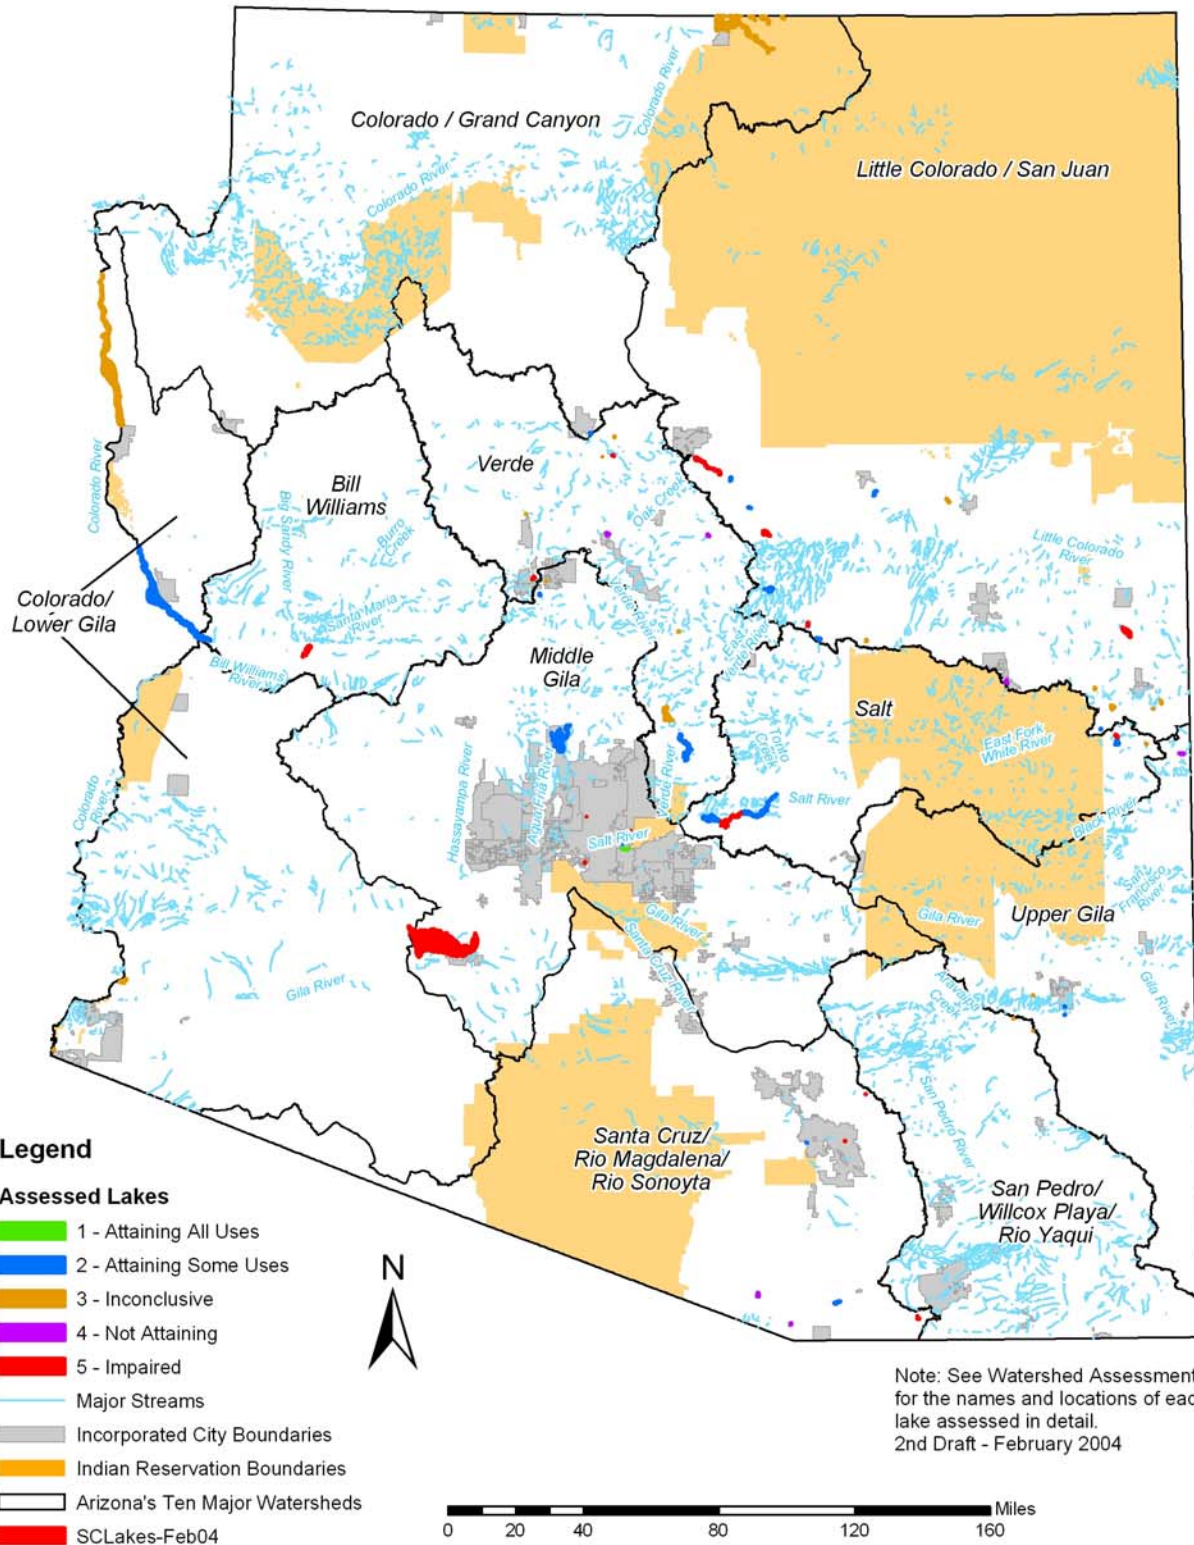 Colorado River
Colorado / Grand Canyon
Little Colorado / San Juan
Colorado River
Colorado River
Verde
Bill
Williams
Big Sandy River
Burro
Creek
Oak Creek
Little Colorado
River
Colorado/
Lower Gila
Santa Maria
River
Verde River
East
Verde River
Middle
Gila
Bill Williams
River
Salt
East Fork
White River
Tonto
Creek
Colorado
River
Hassayampa River
Agua Fria River
Verde River
Salt River
Salt River
Black River
San
Francisco
River
Upper Gila
Gila River
Gila River
Santa Cruz River
Gila River
Aravaipa
Creek
Gila River
San Pedro River
Santa Cruz/
Rio Magdalena/
Rio Sonoyta
San Pedro/
Willcox Playa/
Rio Yaqui
Legend
Assessed Lakes
1 - Attaining All Uses
2 - Attaining Some Uses
3 - Inconclusive
4 - Not Attaining
5 - Impaired
Major Streams
Incorporated City Boundaries
Indian Reservation Boundaries
Arizona's Ten Major Watersheds
SCLakes-Feb04
N
Note: See Watershed Assessment
for the names and locations of eac
lake assessed in detail.
2nd Draft - February 2004
Miles
0 20 40 80 120 160